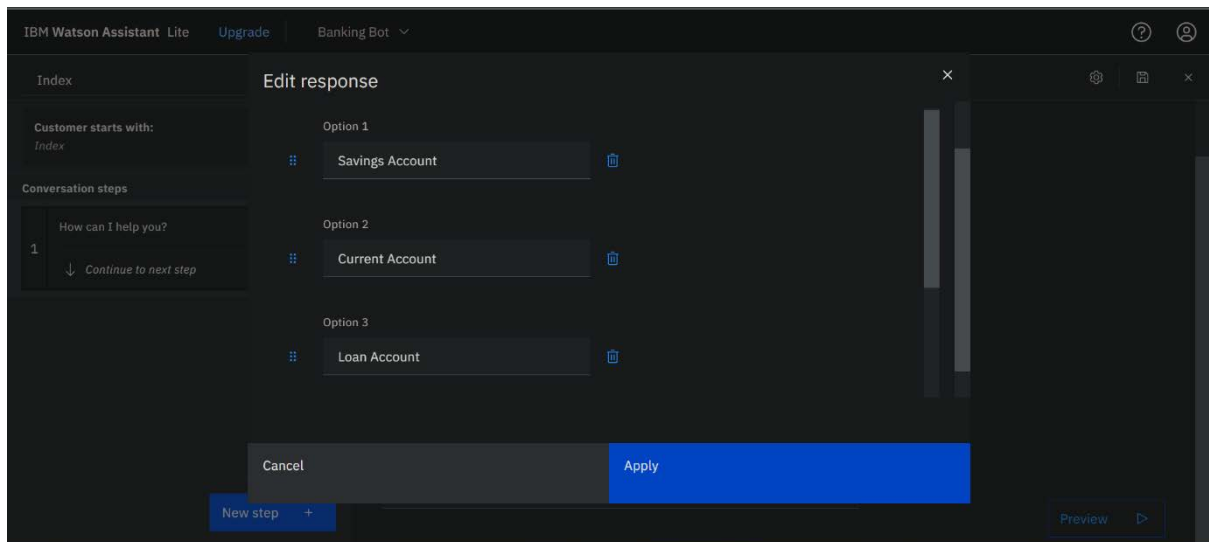 IBM Watson Assistant Lite Upgrade Banking Bot
Index
Edit response
Customer starts with:
Index
Conversation steps
1
How can I help you?
Continue to next step
Option 1
Savings Account
Option 2
Current Account
Option 3
Loan Account
Cancel
Apply
New step +
Preview